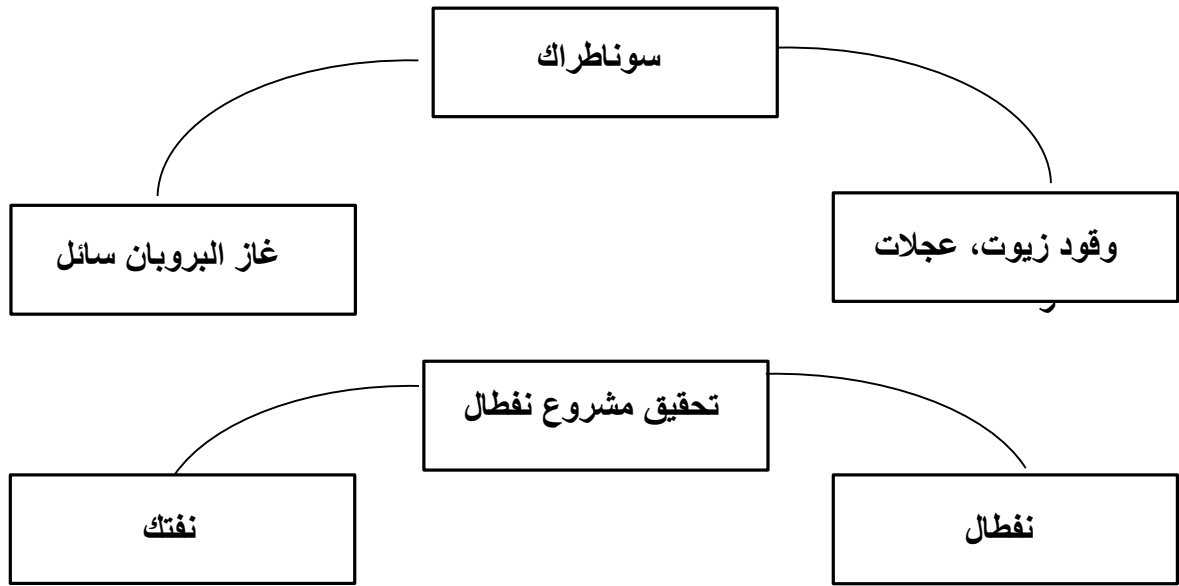 سوناطراك
وقود زيوت، عجلات
غاز البروبان سائل
تحقيق مشروع نفطال
نفطال
نفتك